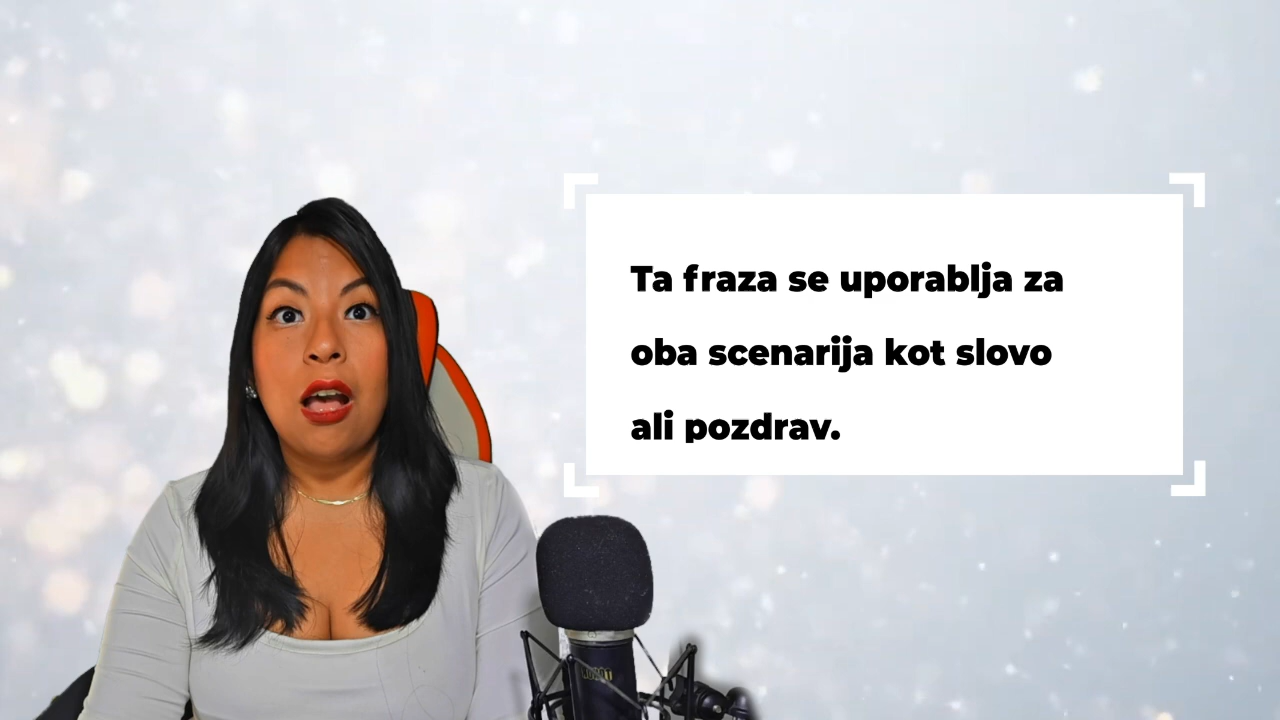 Ta fraza se uporablja za
oba scenarija kot slovo
ali pozdrav.